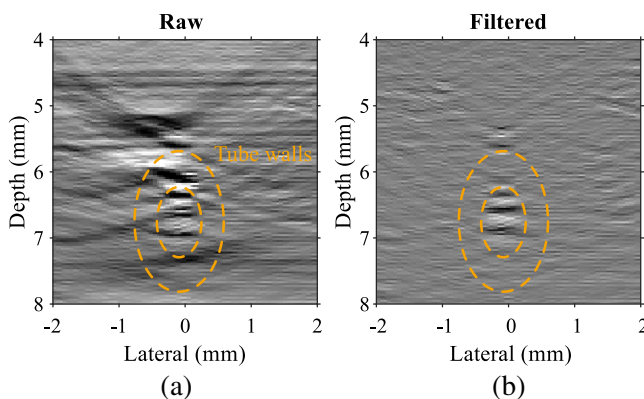 Raw
Filtered
4
5
6
7
8
Depth (mm)
Tube walls
-2
-1
0
1
2
Lateral (mm)
(a)
4
5
6
7
8
Depth (mm)
-2
-1
0
1
2
Lateral (mm)
(b)